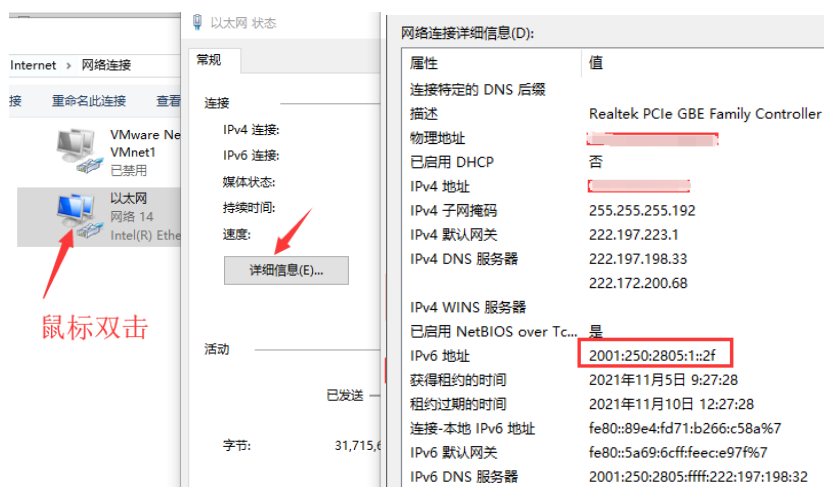 Internet › 网络连接
接 重命名此连接 查看
VMware Ne
VMnet1
已禁用
以太网
网络 14
Intel(R) Ethe
鼠标双击
以太网 状态
常规
连接
IPv4 连接:
IPv6 连接:
媒体状态:
持续时间:
速度:
详细信息(E)...
活动
已发送
字节: 31,715,6
网络连接详细信息(D):
属性 值
连接特定的 DNS 后缀
描述 Realtek PCIe GBE Family Controller
物理地址
已启用 DHCP 否
IPv4 地址
IPv4 子网掩码 255.255.255.192
IPv4 默认网关 222.197.223.1
IPv4 DNS 服务器 222.197.198.33
222.172.200.68
IPv4 WINS 服务器
已启用 NetBIOS over Tc... 是
IPv6 地址 2001:250:2805:1::2f
获得租约的时间 2021年11月5日 9:27:28
租约过期的时间 2021年11月10日 12:27:28
连接-本地 IPv6 地址 fe80::89e4:fd71:b266:c58a%7
IPv6 默认网关 fe80::5a69:6cff:feec:e97f%7
IPv6 DNS 服务器 2001:250:2805:ffff:222:197:198:32